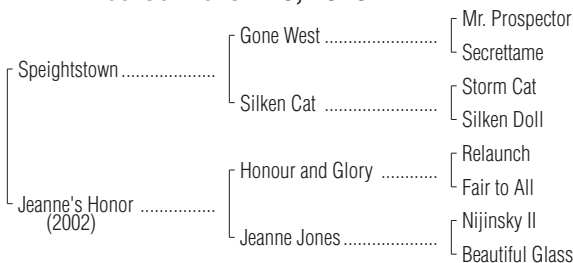 Mr. Prospector
Gone West
Secrettame
Speightstown
Storm Cat
Silken Cat
Silken Doll
Relaunch
Honour and Glory
Fair to All
Jeanne's Honor
(2002)
Nijinsky II
Jeanne Jones
Beautiful Glass